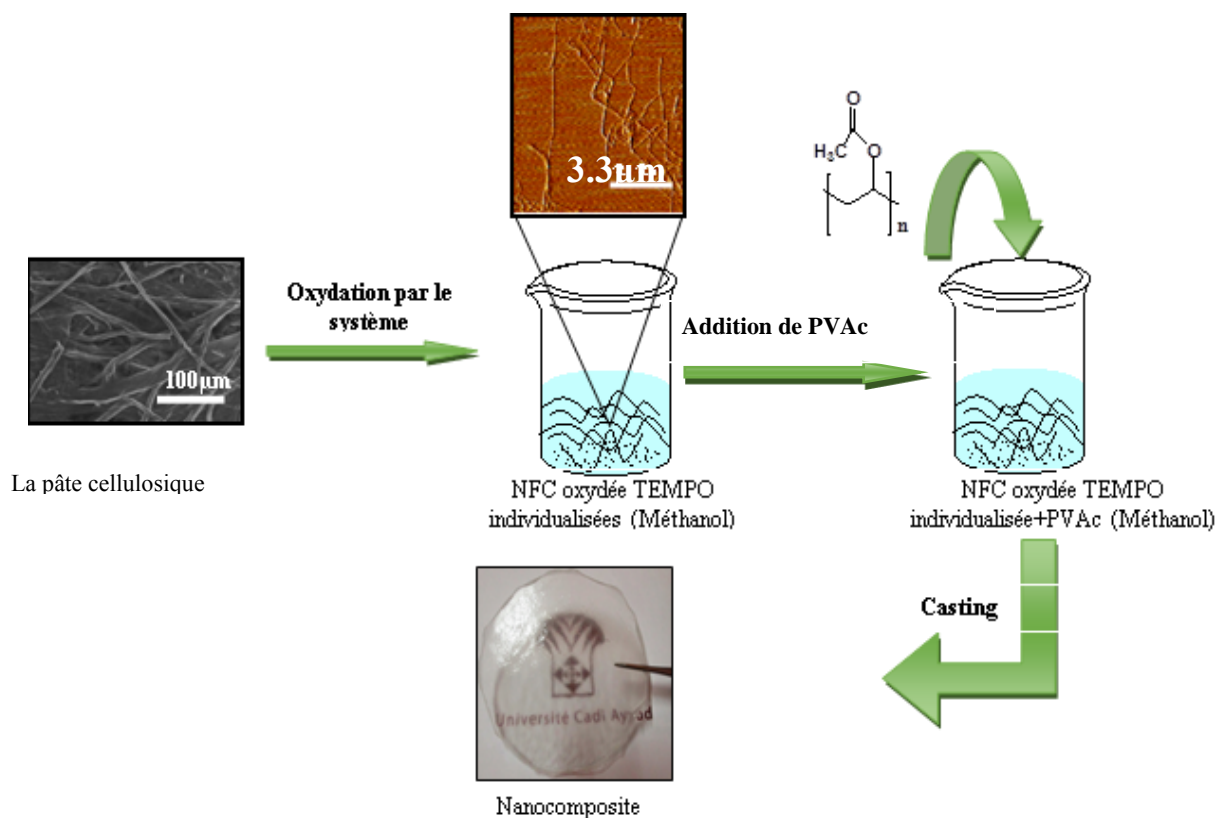 3.3µm
O
H₃C
O
n
Oxydation par le
système
Addition de PVAc
100µm
La pâte cellulosique
NFC oxydée TEMPO
individualisées (Méthanol)
NFC oxydée TEMPO
individualisée+PVAc (Méthanol)
Casting
Université Cadi Ayyad
Nanocomposite